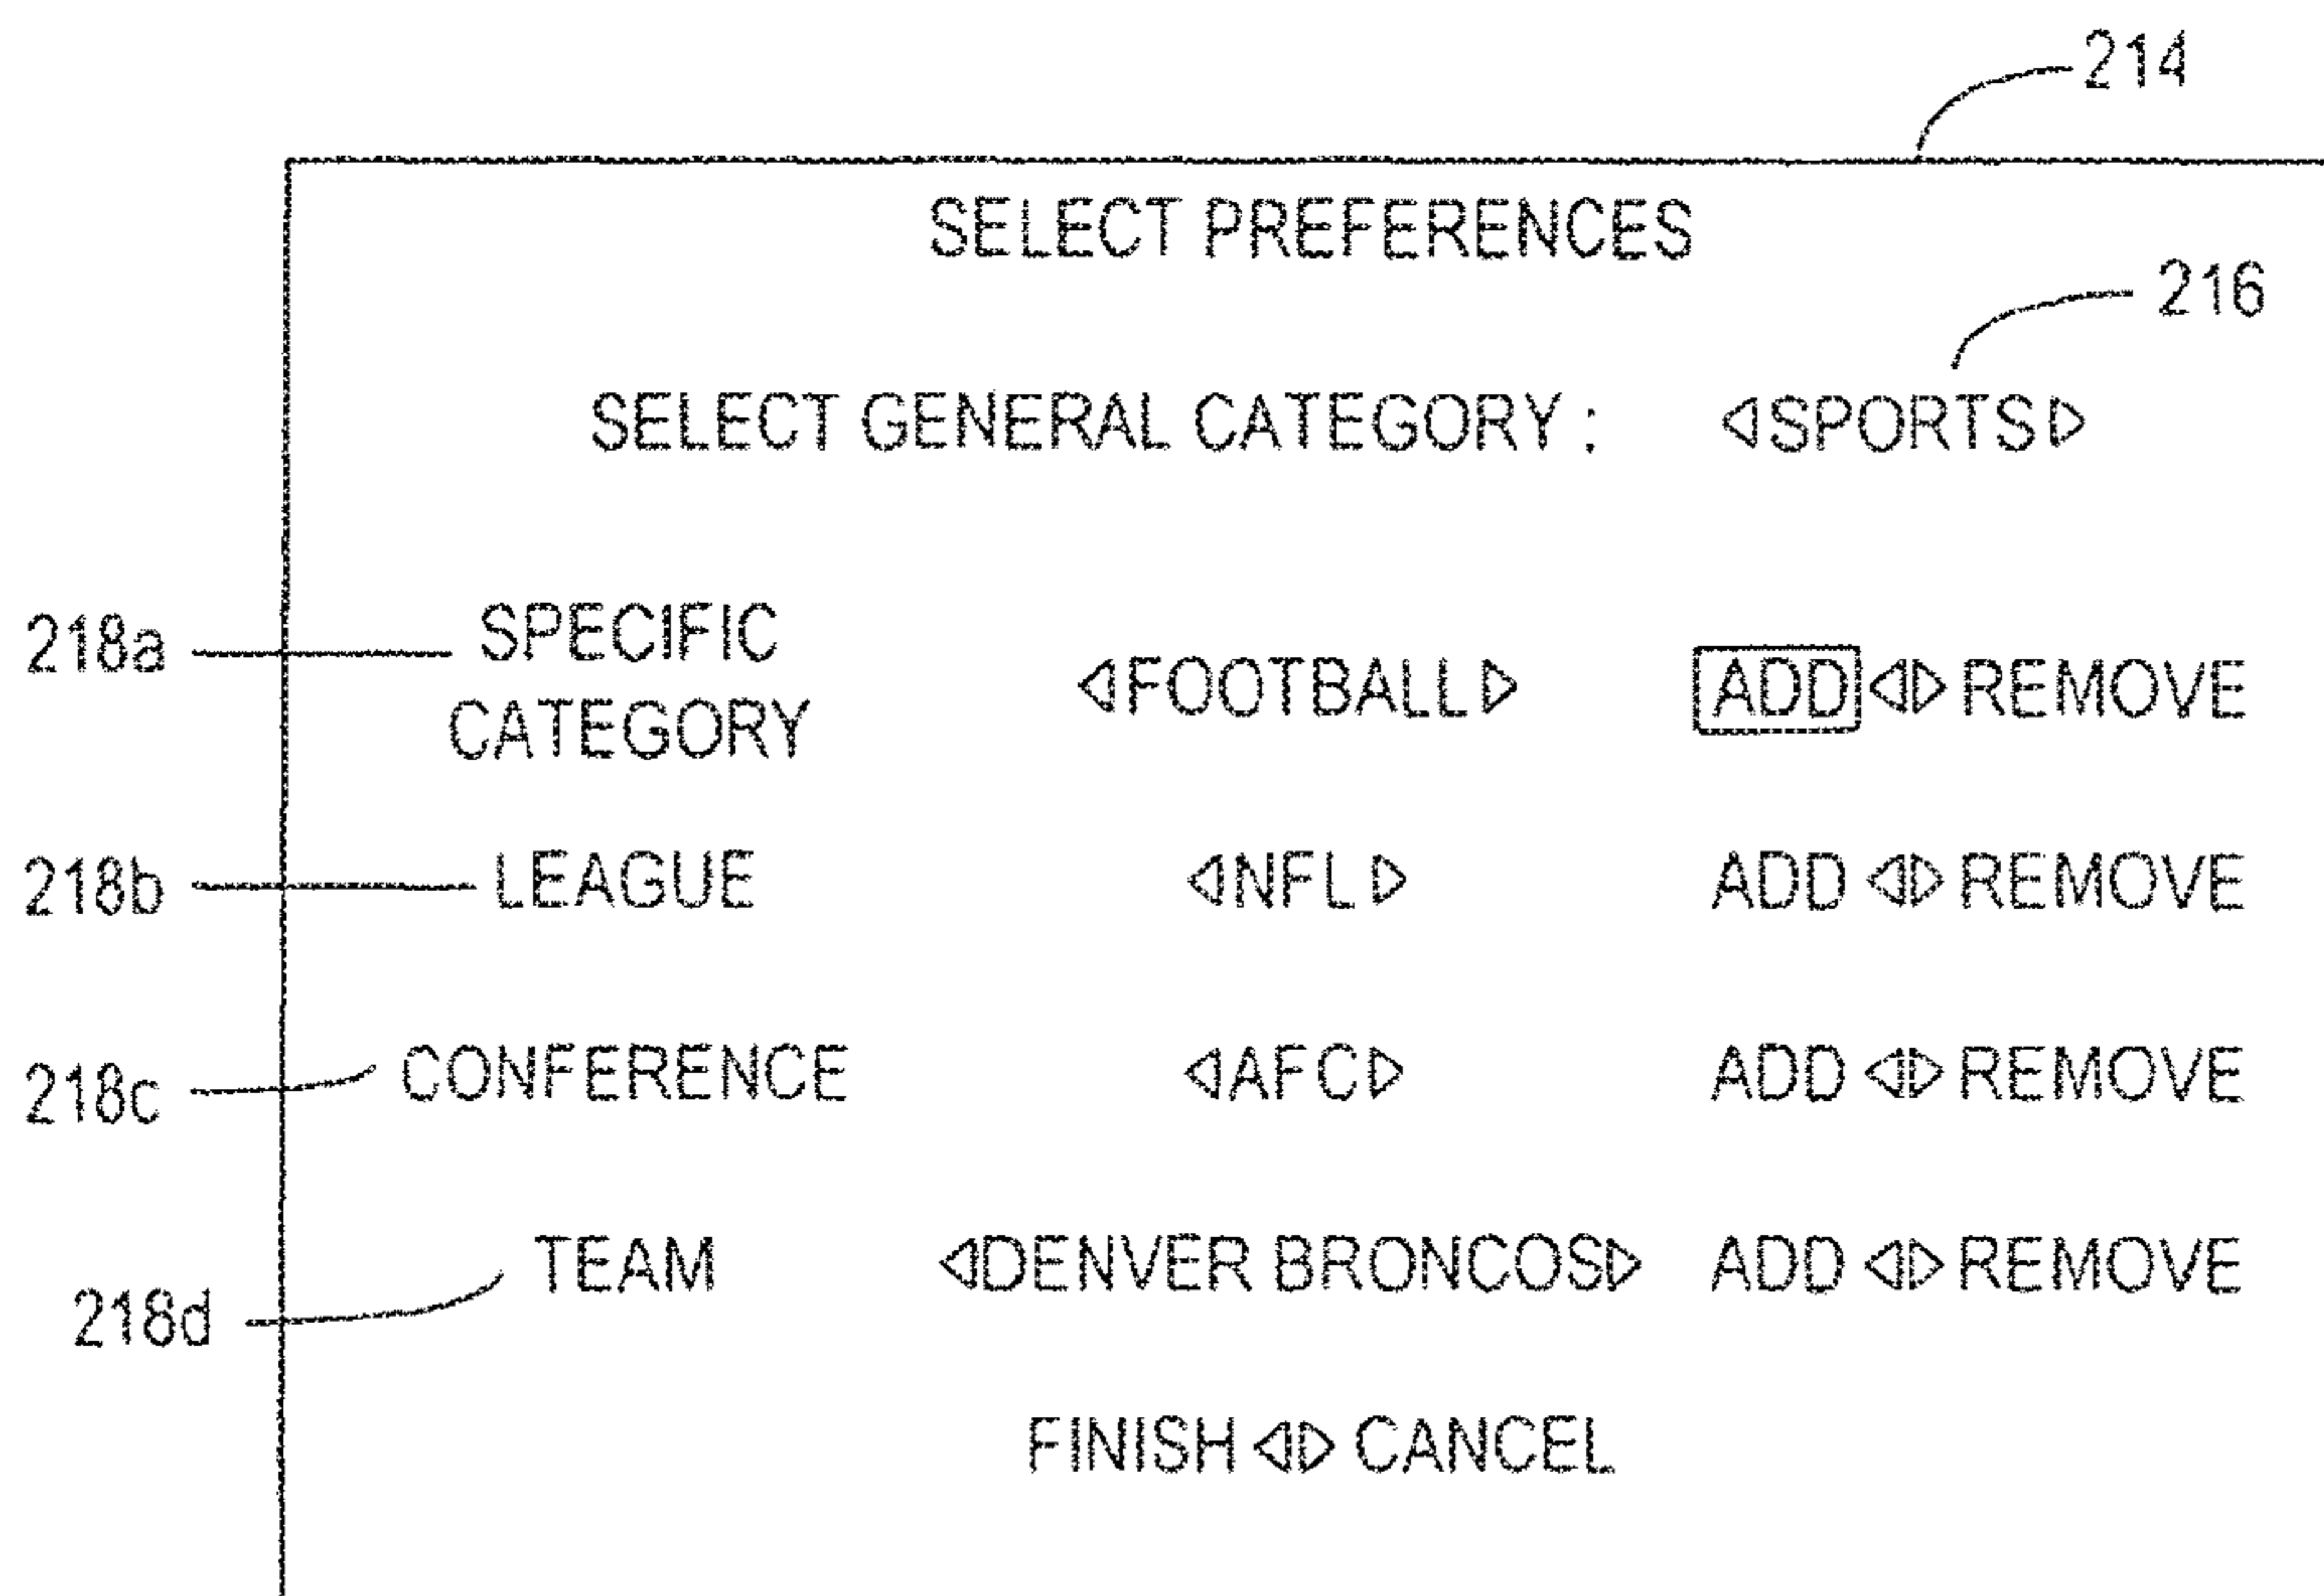 214
SELECT PREFERENCES
216
SELECT GENERAL CATEGORY : ◁SPORTS▷
218a SPECIFIC CATEGORY ◁FOOTBALL▷ ADD ◁▷ REMOVE
218b LEAGUE ◁NFL▷ ADD ◁▷ REMOVE
218c CONFERENCE ◁AFC▷ ADD ◁▷ REMOVE
218d TEAM ◁DENVER BRONCOS▷ ADD ◁▷ REMOVE
FINISH ◁▷ CANCEL